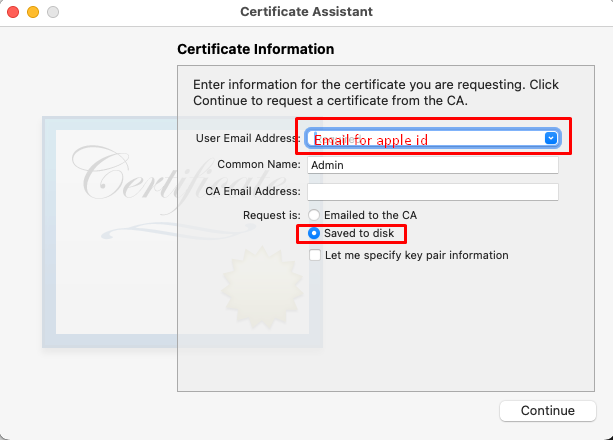 Certificate Assistant
Certificate Information
Enter information for the certificate you are requesting. Click
Continue to request a certificate from the CA.
Certificate
User Email Address: Email for apple id
Common Name: Admin
CA Email Address:
Request is: Emailed to the CA
Saved to disk
Let me specify key pair information
Continue